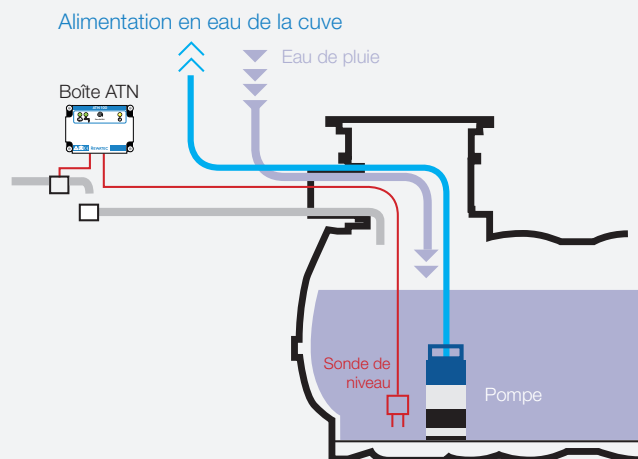 Alimentation en eau de la cuve
Eau de pluie
Boîte ATN
Sonde de
niveau
Pompe